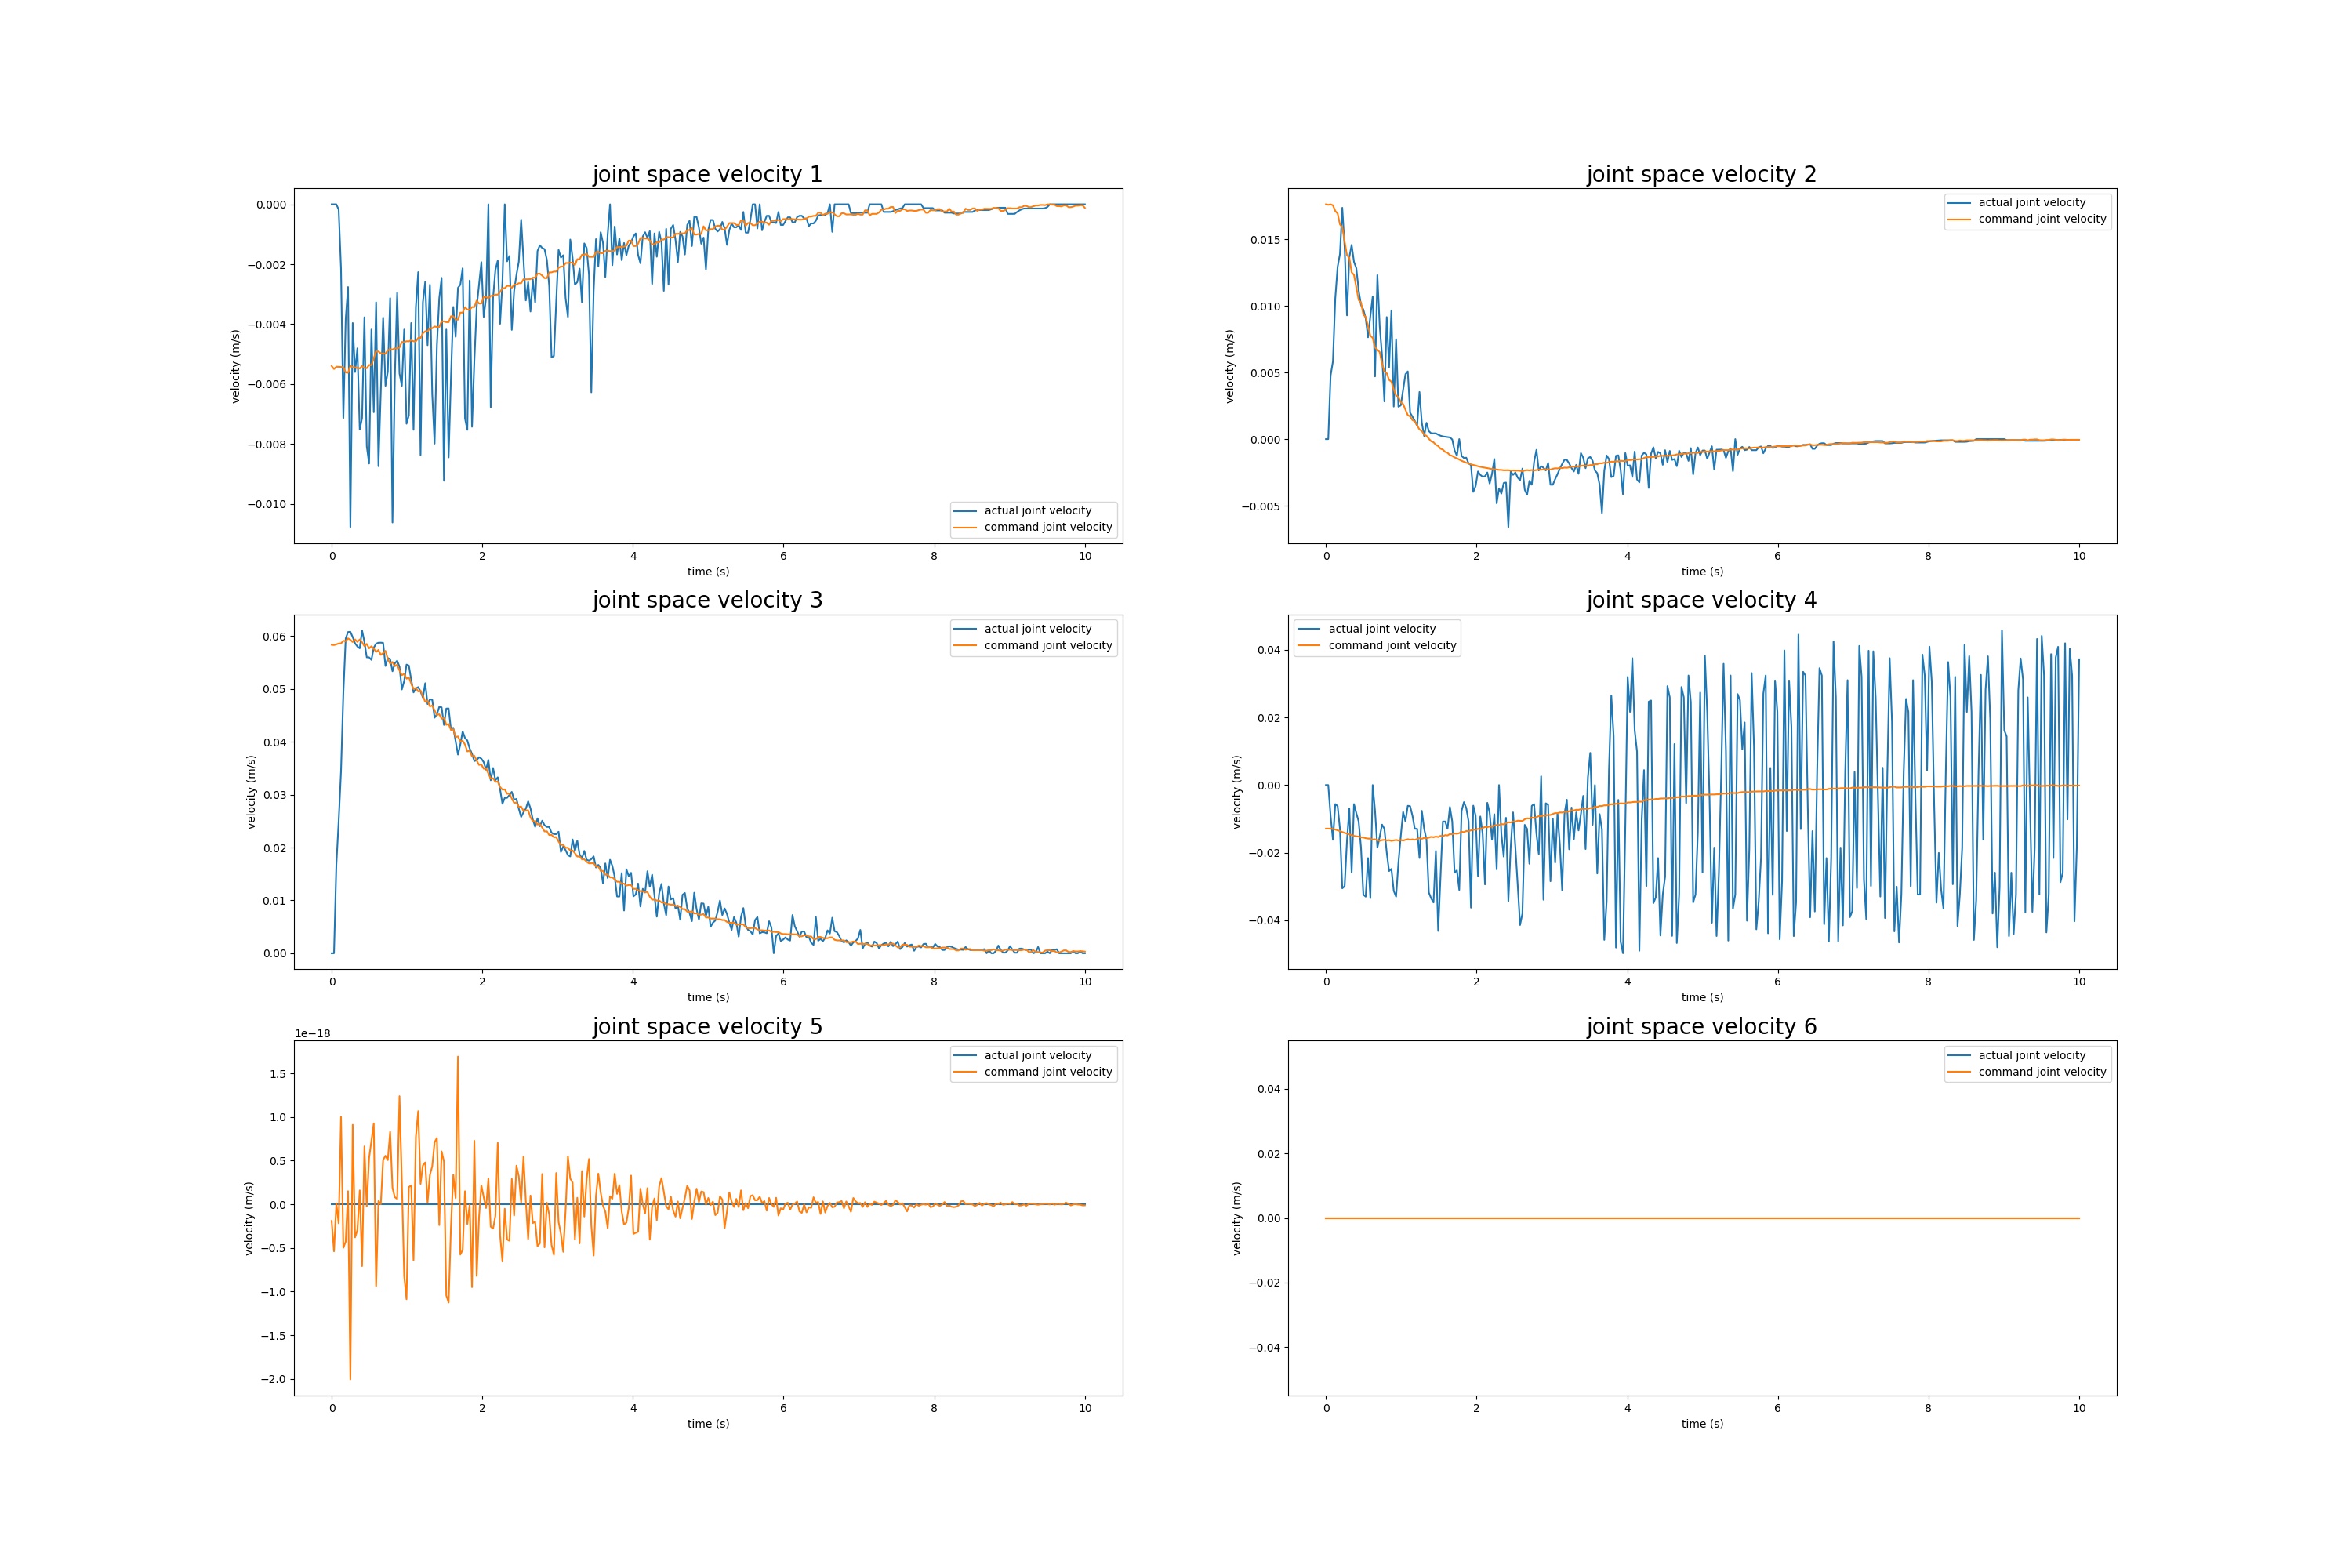 joint space velocity 1
0.000
−0.002
−0.004
−0.006
−0.008
−0.010
velocity (m/s)
actual joint velocity
command joint velocity
0 2 4 6 8 10
time (s)
joint space velocity 2
0.015
0.010
0.005
0.000
−0.005
velocity (m/s)
actual joint velocity
command joint velocity
0 2 4 6 8 10
time (s)
joint space velocity 3
0.06
0.05
0.04
0.03
0.02
0.01
0.00
velocity (m/s)
actual joint velocity
command joint velocity
0 2 4 6 8 10
time (s)
joint space velocity 4
0.04
0.02
0.00
−0.02
−0.04
velocity (m/s)
actual joint velocity
command joint velocity
0 2 4 6 8 10
time (s)
joint space velocity 5
1e−18
1.5
1.0
0.5
0.0
−0.5
−1.0
−1.5
−2.0
velocity (m/s)
actual joint velocity
command joint velocity
0 2 4 6 8 10
time (s)
joint space velocity 6
0.04
0.02
0.00
−0.02
−0.04
velocity (m/s)
actual joint velocity
command joint velocity
0 2 4 6 8 10
time (s)